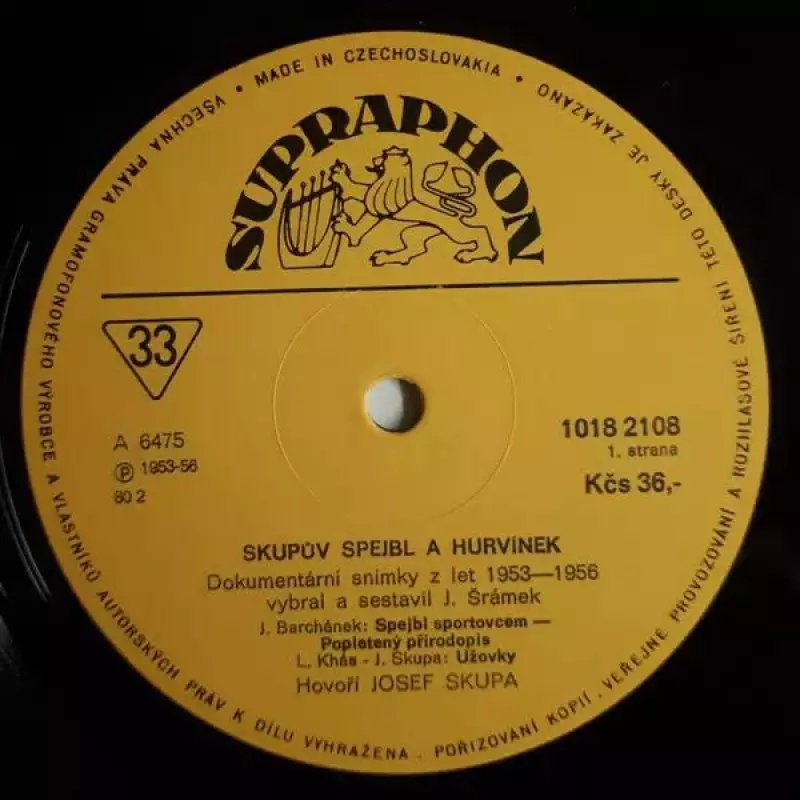 VŠECHNA PRÁVA GRAMOFONOVÉHO VÝROBCE A VLASTNÍKŮ AUTORSKÝCH PRÁV K DÍLU VYHRAŽENA . POŘIZOVÁNÍ KOPIÍ , VEŘEJNÉ PROVOZOVÁNÍ A ROZHLASOVÉ ŠÍŘENÍ TÉTO DESKY JE ZAKÁZÁNO
• MADE IN CZECHOSLOVAKIA •
SUPRAPHON
33
A 6475
Ⓟ 1953-56
80 2
1018 2108
1. strana
Kčs 36,-
SKUPŮV SPEJBL A HURVÍNEK
Dokumentární snímky z let 1953—1956
vybral a sestavil J. Šrámek
J. Barchánek: Spejbl sportovcem —
Popletený přírodopis
L. Khás - J. Skupa: Užovky
Hovoří JOSEF SKUPA